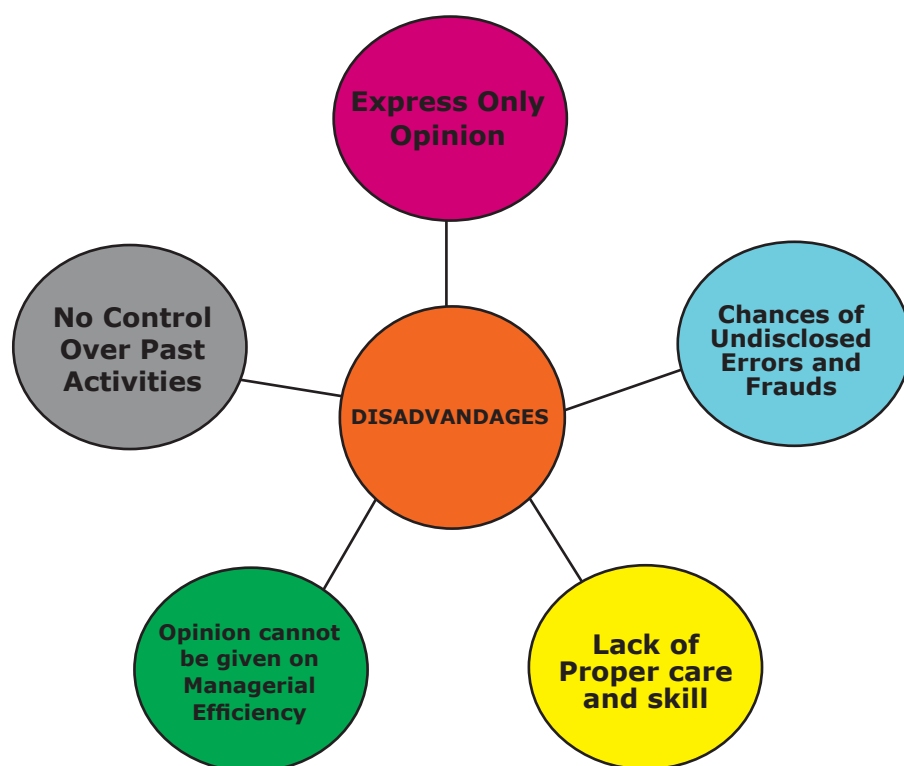 Express Only
Opinion
Chances of
Undisclosed
Errors and
Frauds
Lack of
Proper care
and skill
Opinion cannot
be given on
Managerial
Efficiency
No Control
Over Past
Activities
DISADVANDAGES